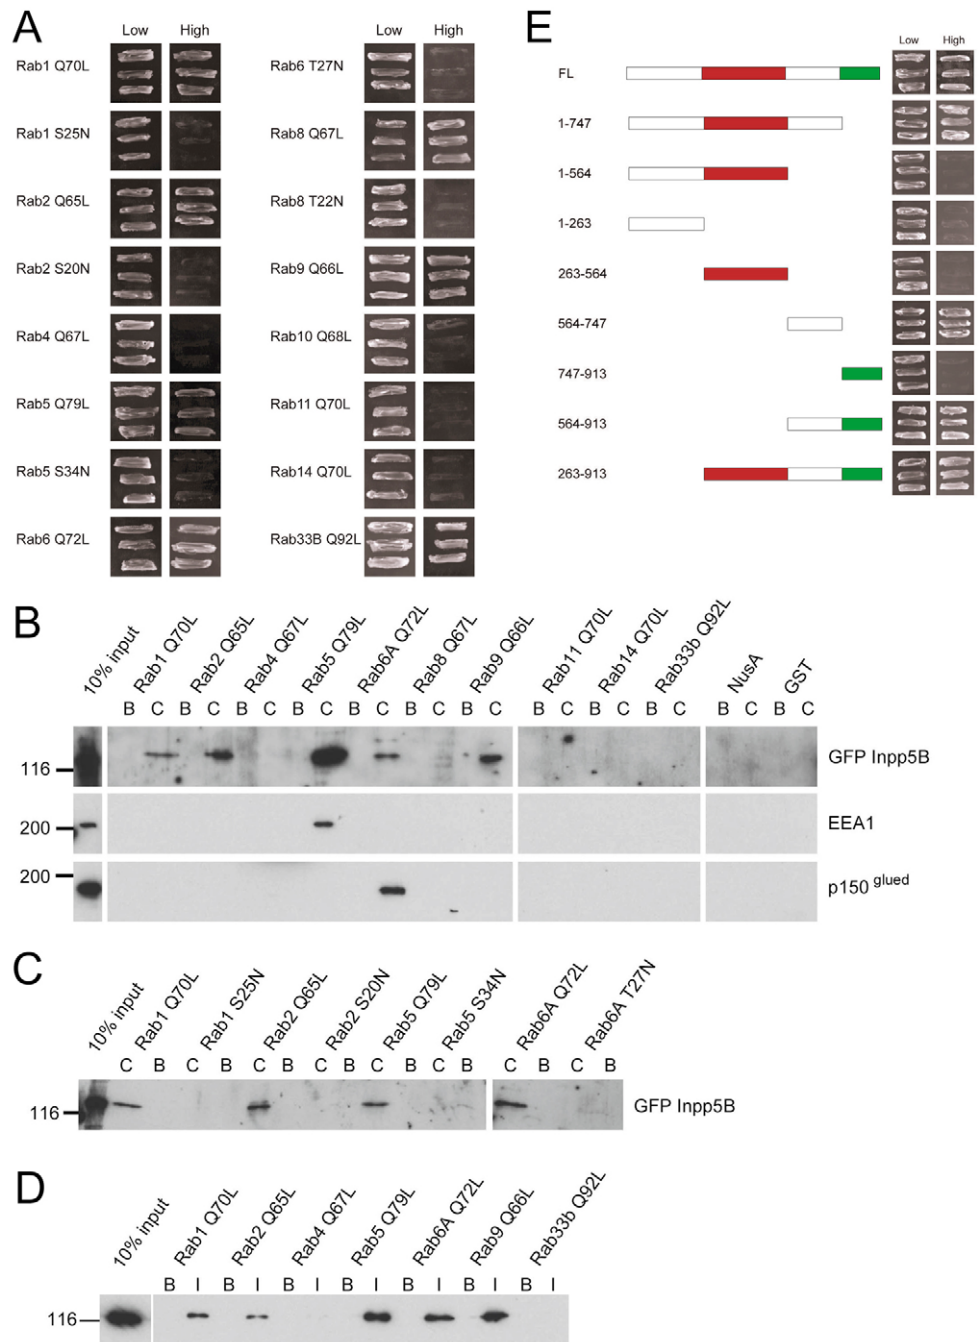 A
Low High
Rab1 Q70L
Rab1 S25N
Rab2 Q65L
Rab2 S20N
Rab4 Q67L
Rab5 Q79L
Rab5 S34N
Rab6 Q72L
Low High
Rab6 T27N
Rab8 Q67L
Rab8 T22N
Rab9 Q66L
Rab10 Q68L
Rab11 Q70L
Rab14 Q70L
Rab33B Q92L
E
Low High
FL
1-747
1-564
1-263
263-564
564-747
747-913
564-913
263-913
B
10% input Rab1 Q70L Rab2 Q65L Rab4 Q67L Rab5 Q79L Rab6A Q72L Rab8 Q67L Rab9 Q66L Rab11 Q70L Rab14 Q70L Rab33b Q92L NusA GST
B C B C B C B C B C B C B C B C B C B C B C B C
116 GFP Inpp5B
200 EEA1
200 p150 glued
C
10% input Rab1 Q70L Rab1 S25N Rab2 Q65L Rab2 S20N Rab5 Q79L Rab5 S34N Rab6A Q72L Rab6A T27N
C B C B C B C B C B C B C B C B
116 GFP Inpp5B
D
10% input Rab1 Q70L Rab2 Q65L Rab4 Q67L Rab5 Q79L Rab6A Q72L Rab9 Q66L Rab33b Q92L
B I B I B I B I B I B I B I
116